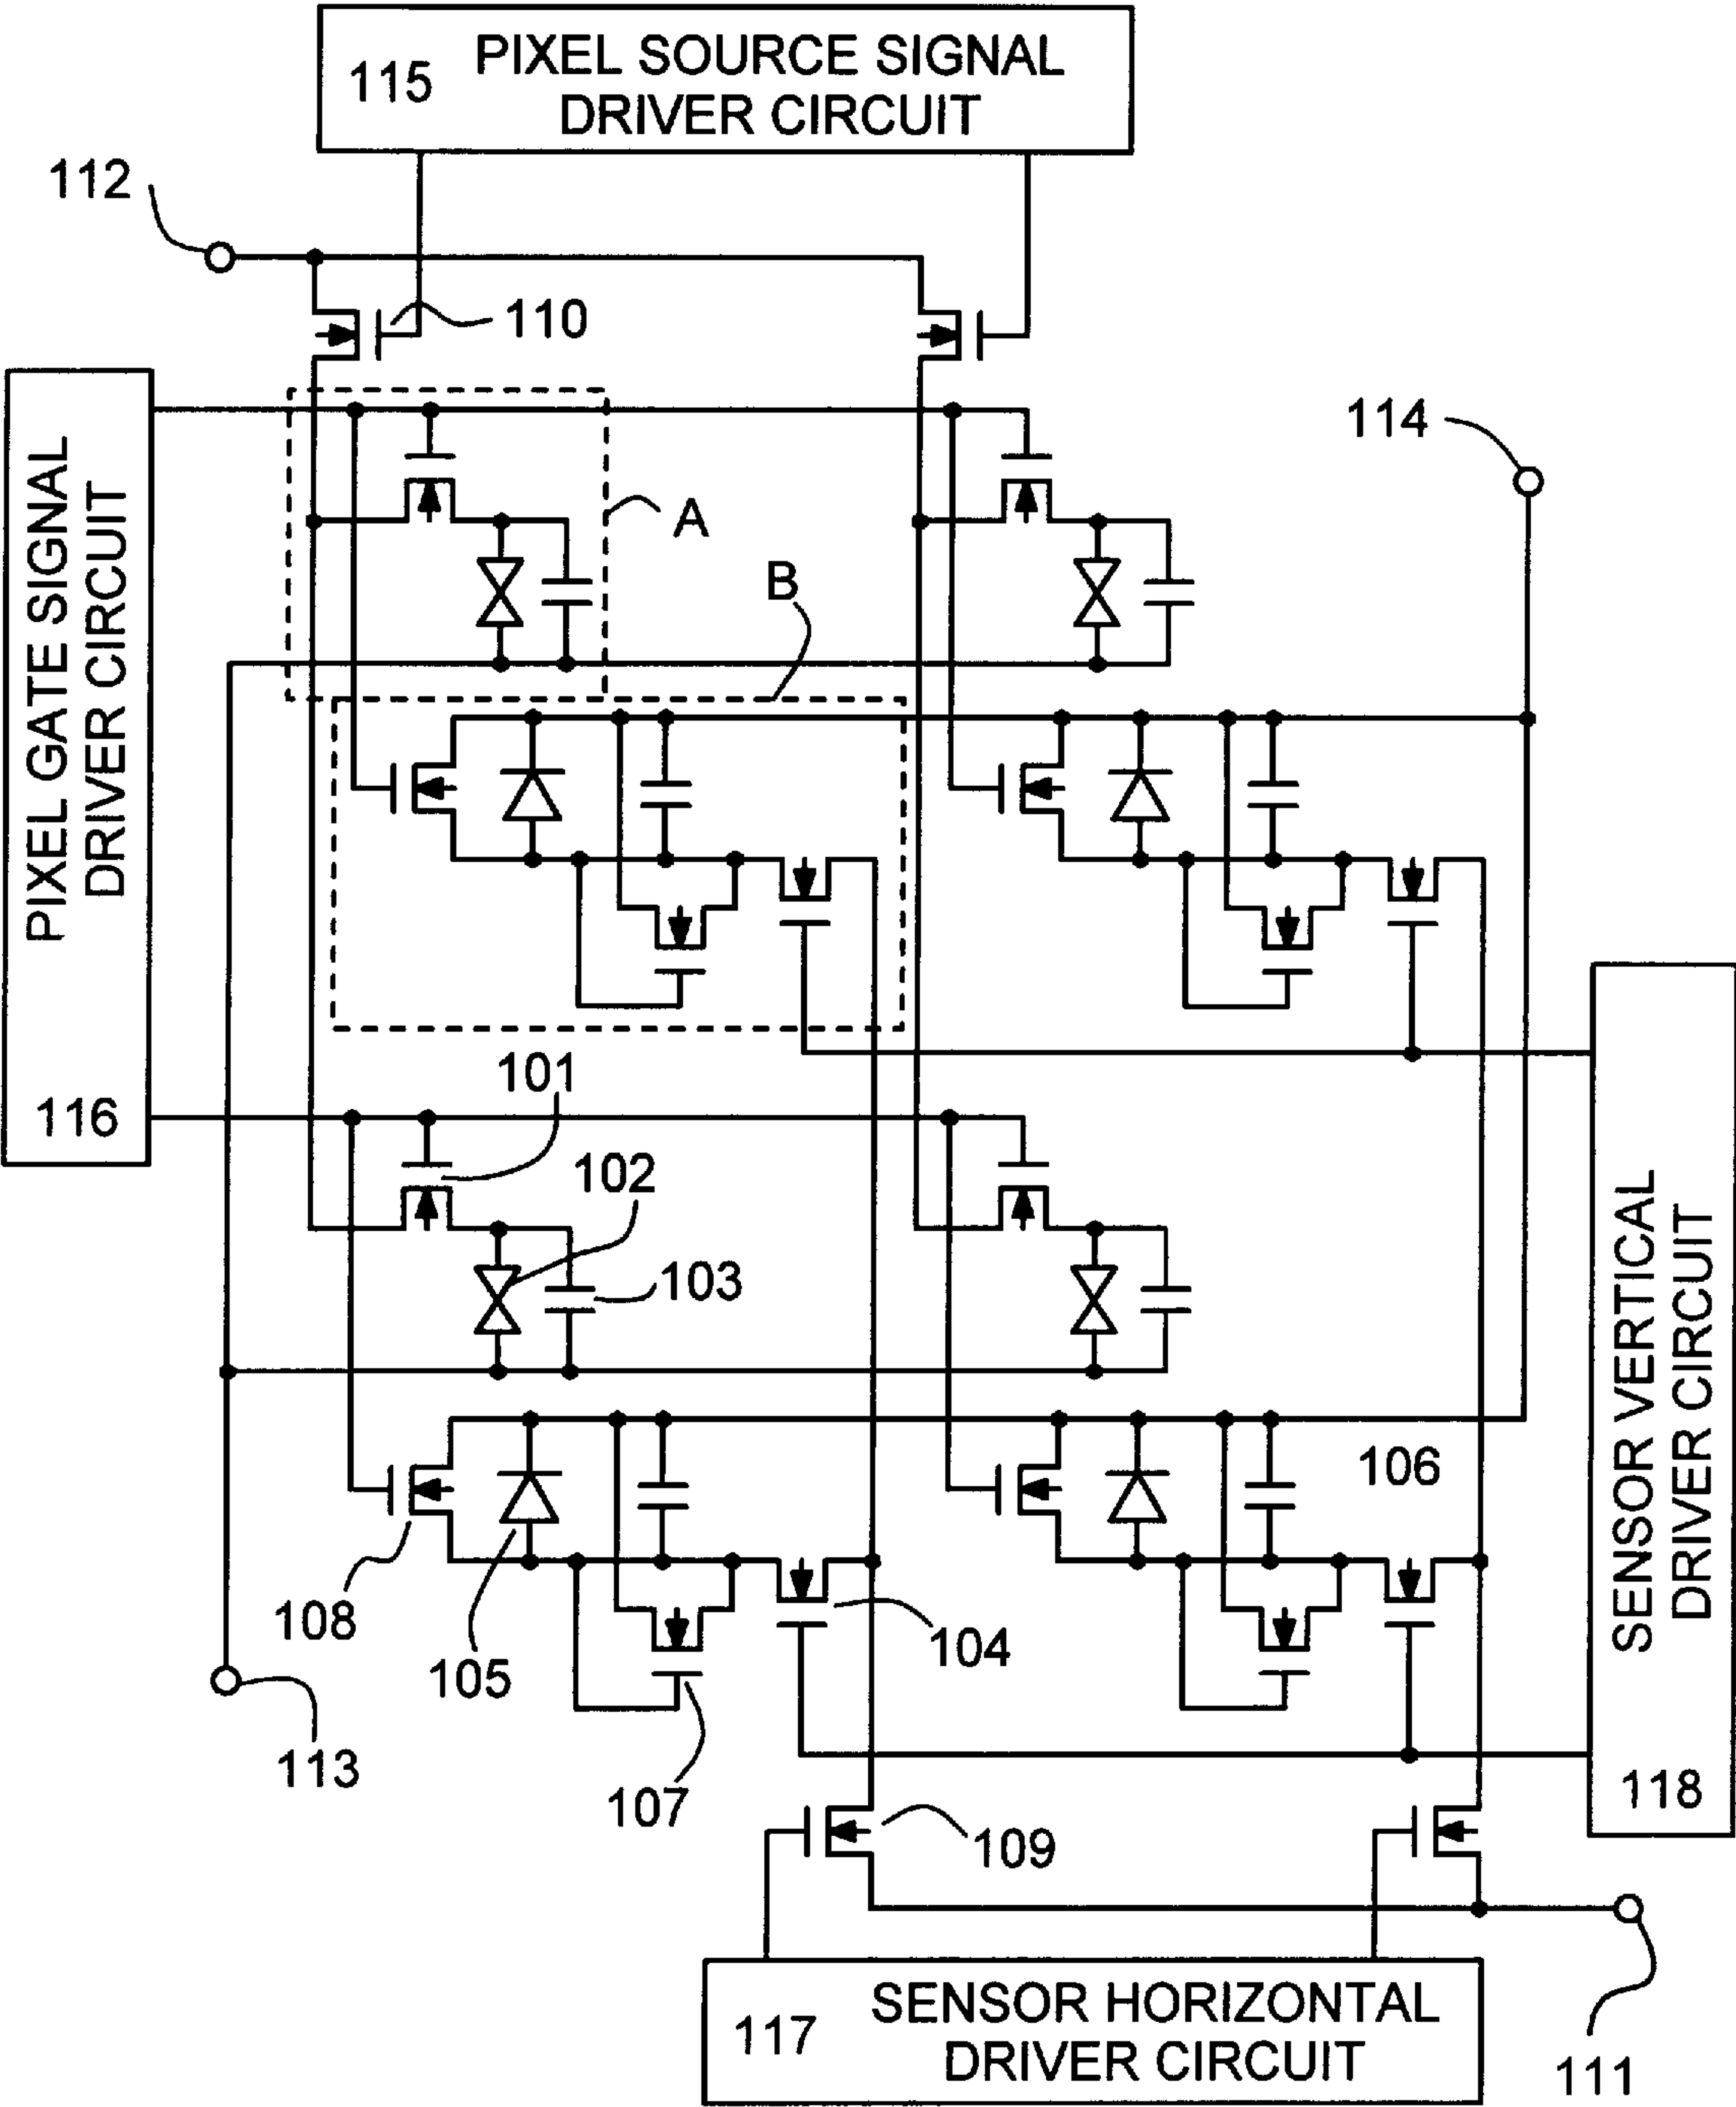 115
PIXEL SOURCE SIGNAL
DRIVER CIRCUIT
112
110
114
PIXEL GATE SIGNAL
DRIVER CIRCUIT
116
A
B
101
102
103
106
SENSOR VERTICAL
DRIVER CIRCUIT
118
108
105
104
113
107
109
117
SENSOR HORIZONTAL
DRIVER CIRCUIT
111